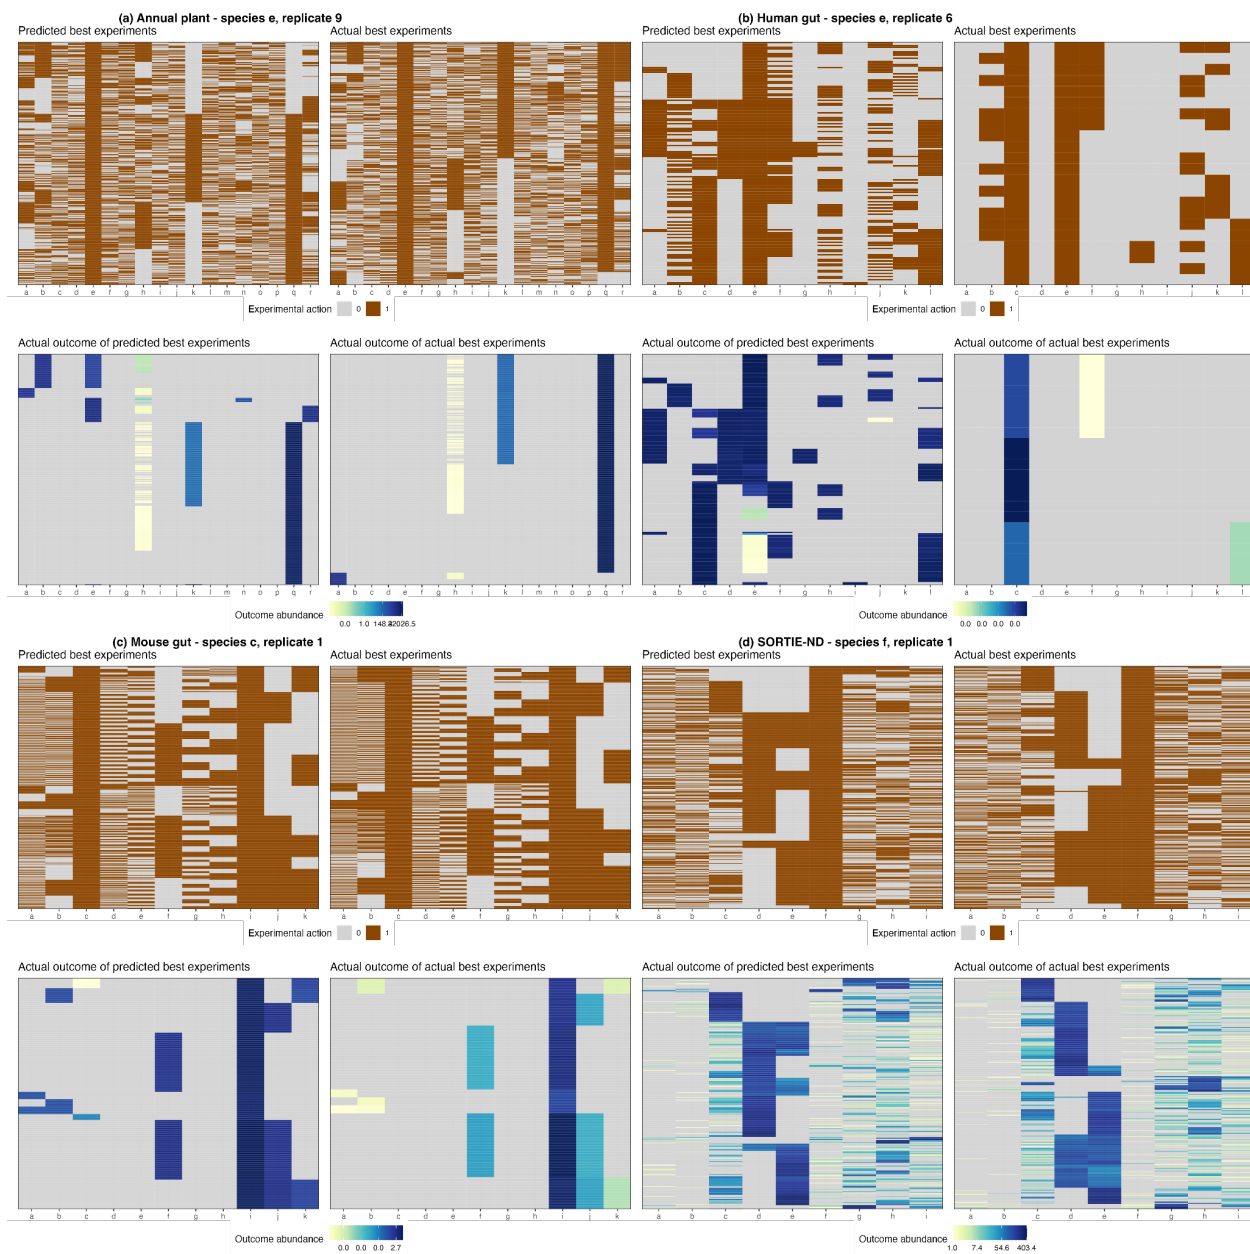 (a) Annual plant - species e, replicate 9
Predicted best experiments
Actual best experiments
a b c d e f g h i j k l m n o p q r
a b c d e f g h i j k l m n o p q r
Experimental action 0 1
Actual outcome of predicted best experiments
Actual outcome of actual best experiments
a b c d e f g h i j k l m n o p q r
a b c d e f g h i j k l m n o p q r
Outcome abundance
0.0 1.0
(b) Human gut - species e, replicate 6
Predicted best experiments
Actual best experiments
a b c d e f g h i j k l
a b c d e f g h i j k l
Experimental action 0 1
Actual outcome of predicted best experiments
Actual outcome of actual best experiments
a b c d e f g h i j k l
a b c d e f g h i j k l
Outcome abundance
0.0 0.0 0.0 0.0
(c) Mouse gut - species c, replicate 1
Predicted best experiments
Actual best experiments
a b c d e f g h i j k
a b c d e f g h i j k
Experimental action 0 1
Actual outcome of predicted best experiments
Actual outcome of actual best experiments
a b c d e f g h i j k
a b c d e f g h i j k
Outcome abundance
0.0 0.0 0.0 2.7
(d) SORTIE-ND - species f, replicate 1
Predicted best experiments
Actual best experiments
a b c d e f g h i
a b c d e f g h i
Experimental action 0 1
Actual outcome of predicted best experiments
Actual outcome of actual best experiments
a b c d e f g h i
a b c d e f g h i
Outcome abundance
1.0 7.4 54.6 403.4